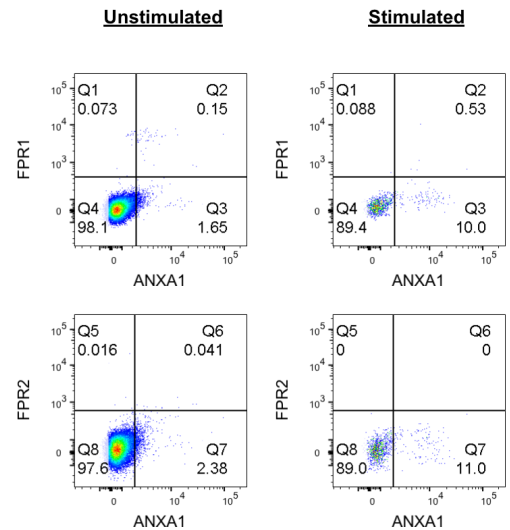 Unstimulated
Stimulated
10^5
10^4
10^3
0
FPR1
Q1
0.073
Q2
0.15
Q4
98.1
Q3
1.65
0
10^4
10^5
ANXA1
10^5
10^4
10^3
0
FPR1
Q1
0.088
Q2
0.53
Q4
89.4
Q3
10.0
0
10^4
10^5
ANXA1
10^5
10^4
10^3
0
FPR2
Q5
0.016
Q6
0.041
Q8
97.6
Q7
2.38
0
10^4
10^5
ANXA1
10^5
10^4
10^3
0
FPR2
Q5
0
Q6
0
Q8
89.0
Q7
11.0
0
10^4
10^5
ANXA1